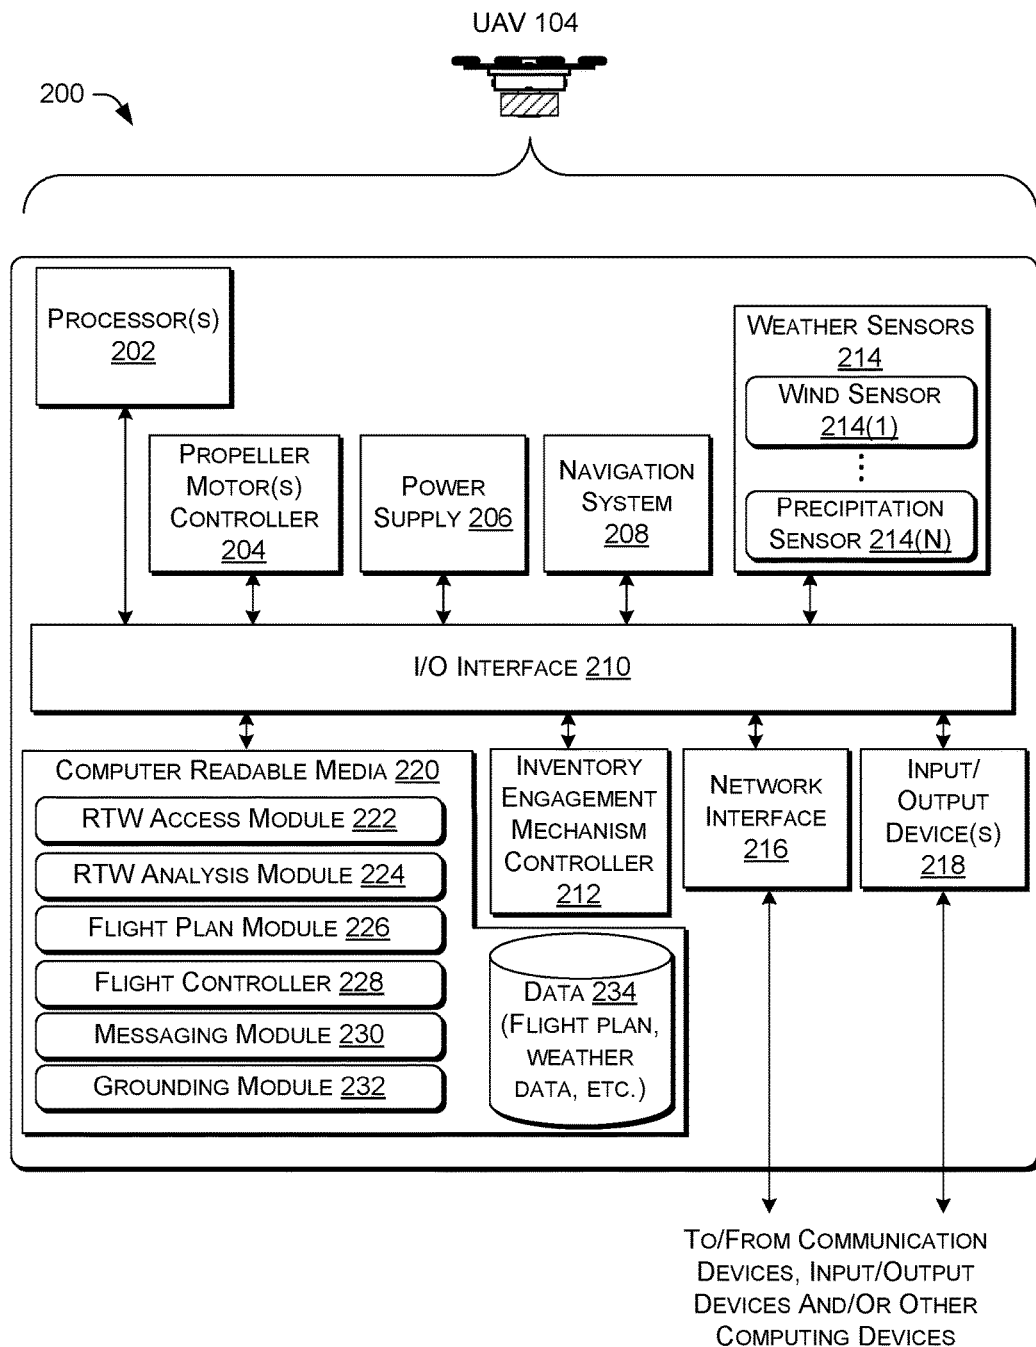 UAV 104
200
PROCESSOR(S)
202
PROPELLER
MOTOR(S)
CONTROLLER
204
POWER
SUPPLY 206
NAVIGATION
SYSTEM
208
WEATHER SENSORS
214
WIND SENSOR
214(1)
PRECIPITATION
SENSOR 214(N)
I/O INTERFACE 210
COMPUTER READABLE MEDIA 220
RTW ACCESS MODULE 222
RTW ANALYSIS MODULE 224
FLIGHT PLAN MODULE 226
FLIGHT CONTROLLER 228
MESSAGING MODULE 230
GROUNDING MODULE 232
DATA 234
(FLIGHT PLAN,
WEATHER
DATA, ETC.)
INVENTORY
ENGAGEMENT
MECHANISM
CONTROLLER
212
NETWORK
INTERFACE
216
INPUT/
OUTPUT
DEVICE(S)
218
TO/FROM COMMUNICATION
DEVICES, INPUT/OUTPUT
DEVICES AND/OR OTHER
COMPUTING DEVICES